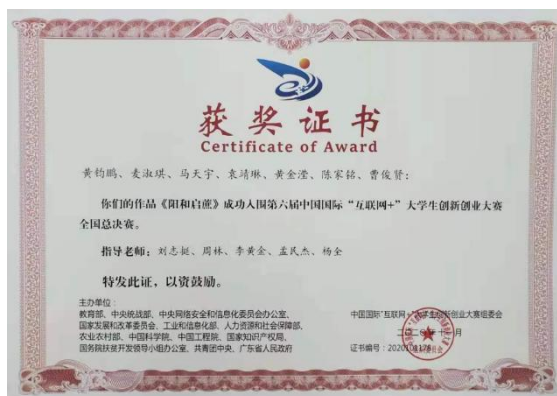 获奖证书
Certificate of Award
黄钧鹏、麦淑琪、马天宇、袁靖琳、黄金滢、陈家铭、曹俊贤：
你们的作品《阳和启蔗》成功入围第六届中国国际“互联网+”大学生创新创业大赛
全国总决赛。
指导老师：刘志挺、周林、李黄金、孟民杰、杨全
特发此证，以资鼓励。
主办单位：
教育部、中央统战部、中央网络安全和信息化委员会办公室、
国家发展和改革委员会、工业和信息化部、人力资源和社会保障部、
农业农村部、中国科学院、中国工程院、国家知识产权局、
国务院扶贫开发领导小组办公室、共青团中央、广东省人民政府
中国国际“互联网+”大学生创新创业大赛组委会
二〇二〇年十一月
证书编号：